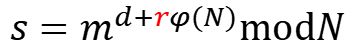 s = m^{d+rφ(N)} mod N